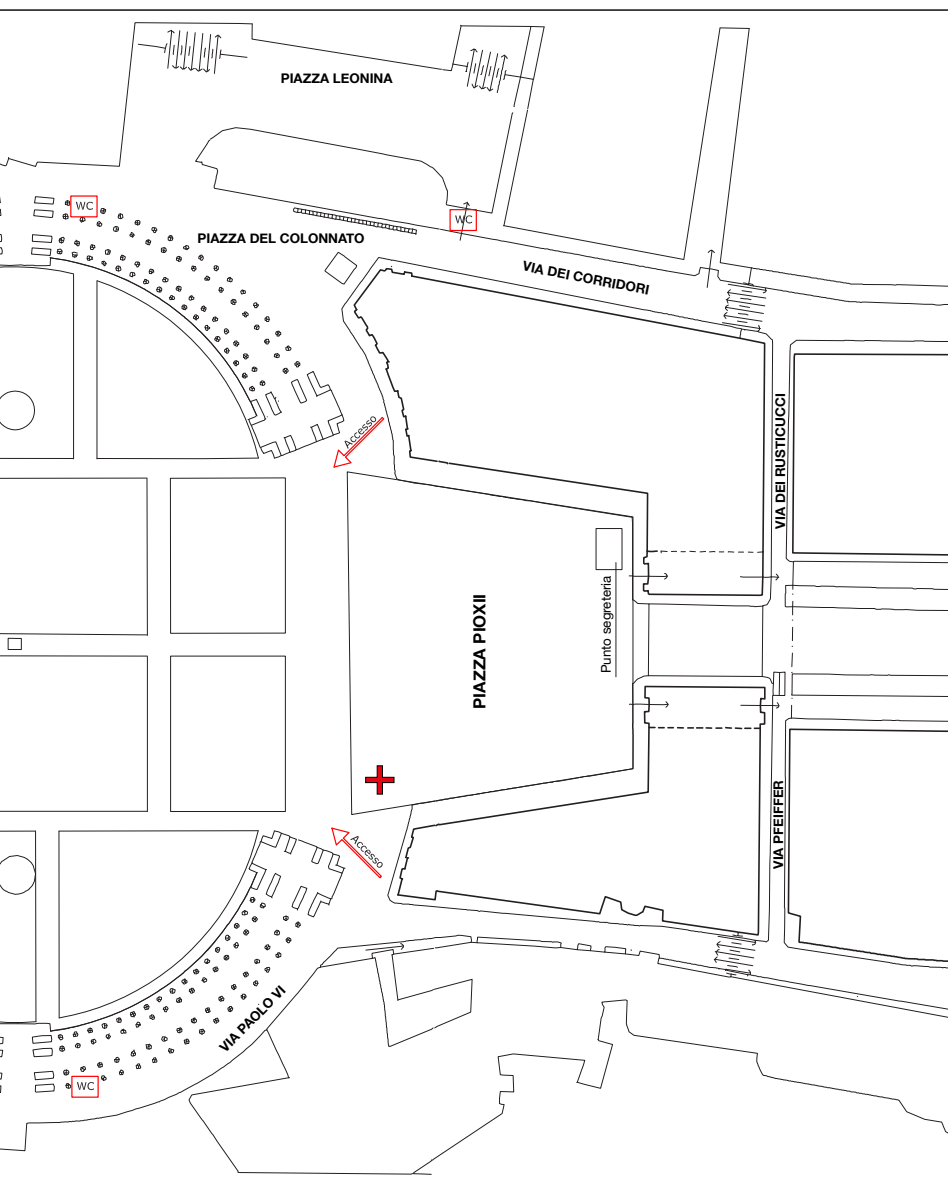 PIAZZA LEONINA
WC
WC
PIAZZA DEL COLONNATO
VIA DEI CORRIDORI
Accesso
VIA DEI RUSTICUCCI
Punto segreteria
PIAZZA PIOXII
VIA PFEIFFER
Accesso
VIA PAOLO VI
WC